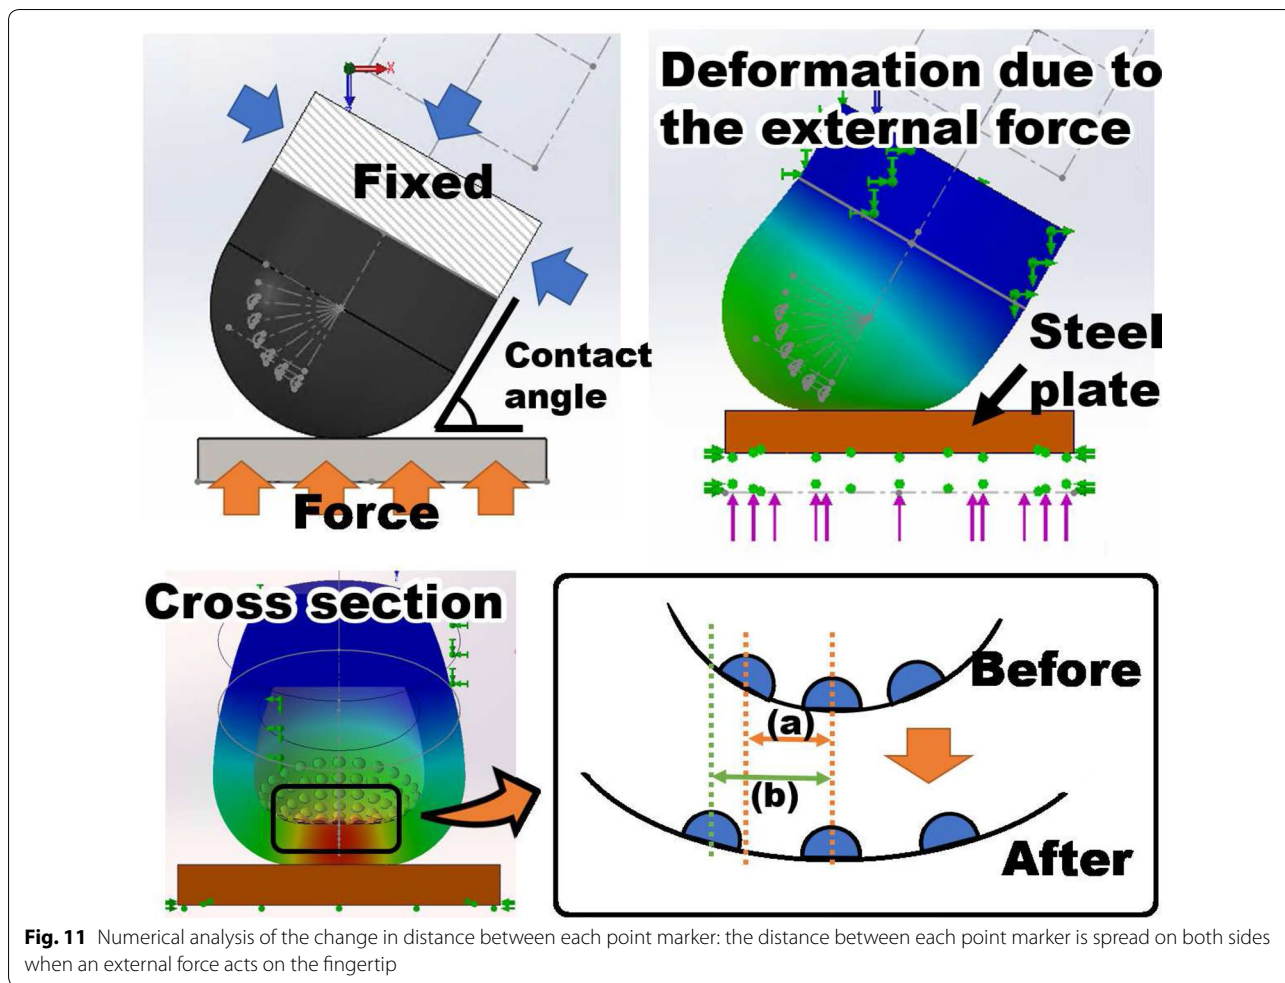 Fixed
Contact
angle
Force
Deformation due to
the external force
Steel
plate
Cross section
Before
(a)
(b)
After
Fig. 11 Numerical analysis of the change in distance between each point marker: the distance between each point marker is spread on both sides
when an external force acts on the fingertip